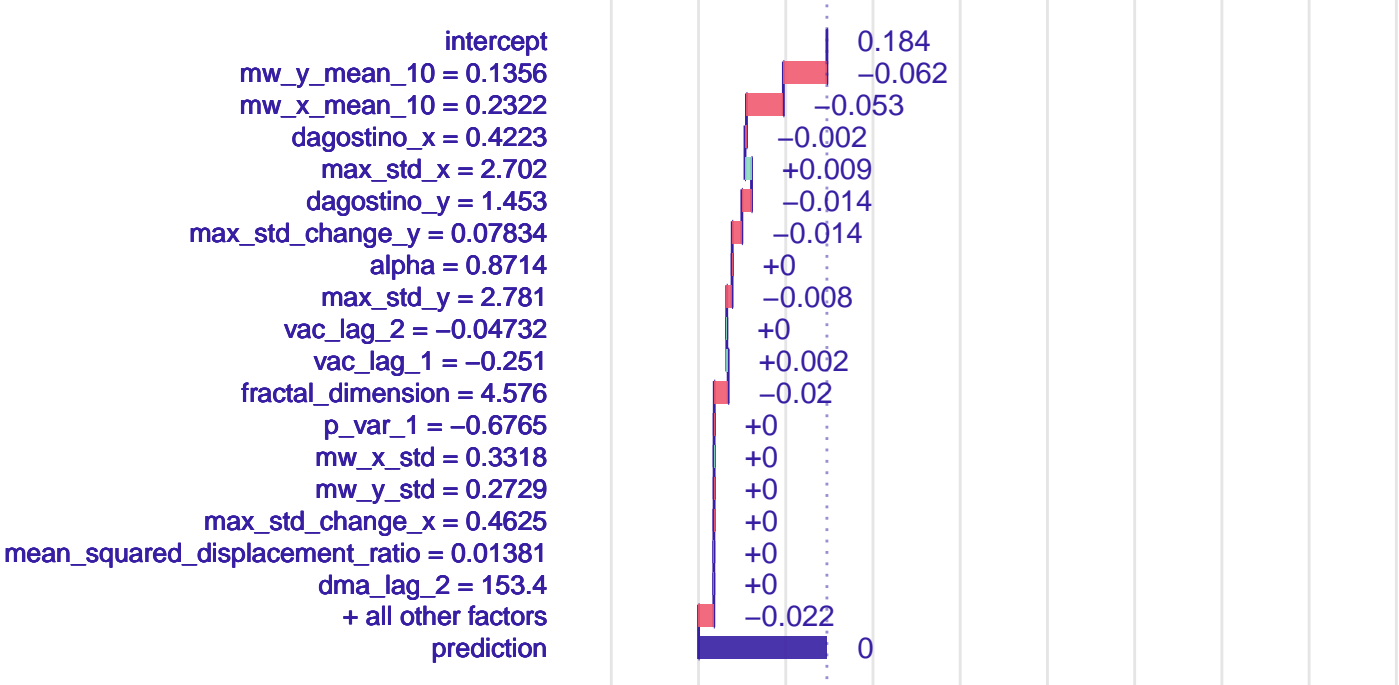 intercept 0.184
mw_y_mean_10 = 0.1356 −0.062
mw_x_mean_10 = 0.2322 −0.053
dagostino_x = 0.4223 −0.002
max_std_x = 2.702 +0.009
dagostino_y = 1.453 −0.014
max_std_change_y = 0.07834 −0.014
alpha = 0.8714 +0
max_std_y = 2.781 −0.008
vac_lag_2 = −0.04732 +0
vac_lag_1 = −0.251 +0.002
fractal_dimension = 4.576 −0.02
p_var_1 = −0.6765 +0
mw_x_std = 0.3318 +0
mw_y_std = 0.2729 +0
max_std_change_x = 0.4625 +0
mean_squared_displacement_ratio = 0.01381 +0
dma_lag_2 = 153.4 +0
+ all other factors −0.022
prediction 0